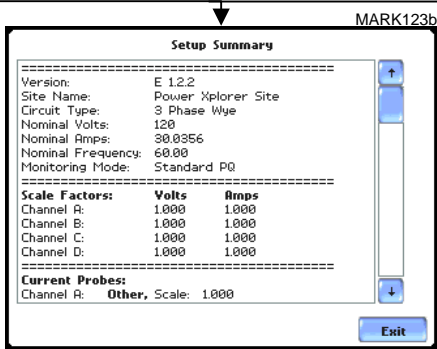 MARK123b
Setup Summary
========================================
Version: E 1.2.2
Site Name: Power Xplorer Site
Circuit Type: 3 Phase Wye
Nominal Volts: 120
Nominal Amps: 30.0356
Nominal Frequency: 60.00
Monitoring Mode: Standard PQ
========================================
Scale Factors: Volts Amps
Channel A: 1.000 1.000
Channel B: 1.000 1.000
Channel C: 1.000 1.000
Channel D: 1.000 1.000
========================================
Current Probes:
Channel A: Other, Scale: 1.000
Exit